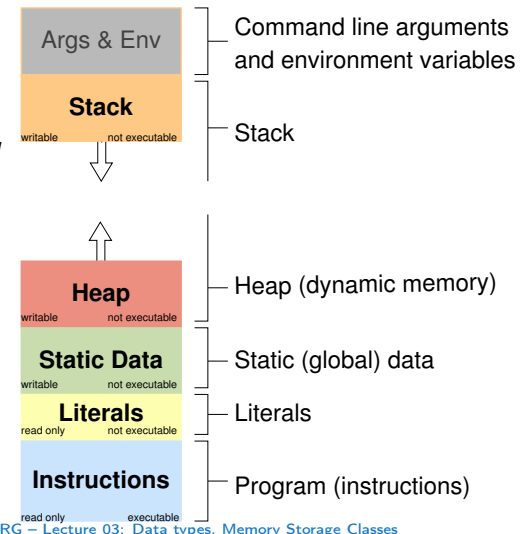 Args & Env
Command line arguments
and environment variables
Stack
writable not executable
Stack
Heap
writable not executable
Heap (dynamic memory)
Static Data
writable not executable
Static (global) data
Literals
read only not executable
Literals
Instructions
read only executable
Program (instructions)
RG – Lecture 03: Data types, Memory Storage Classes